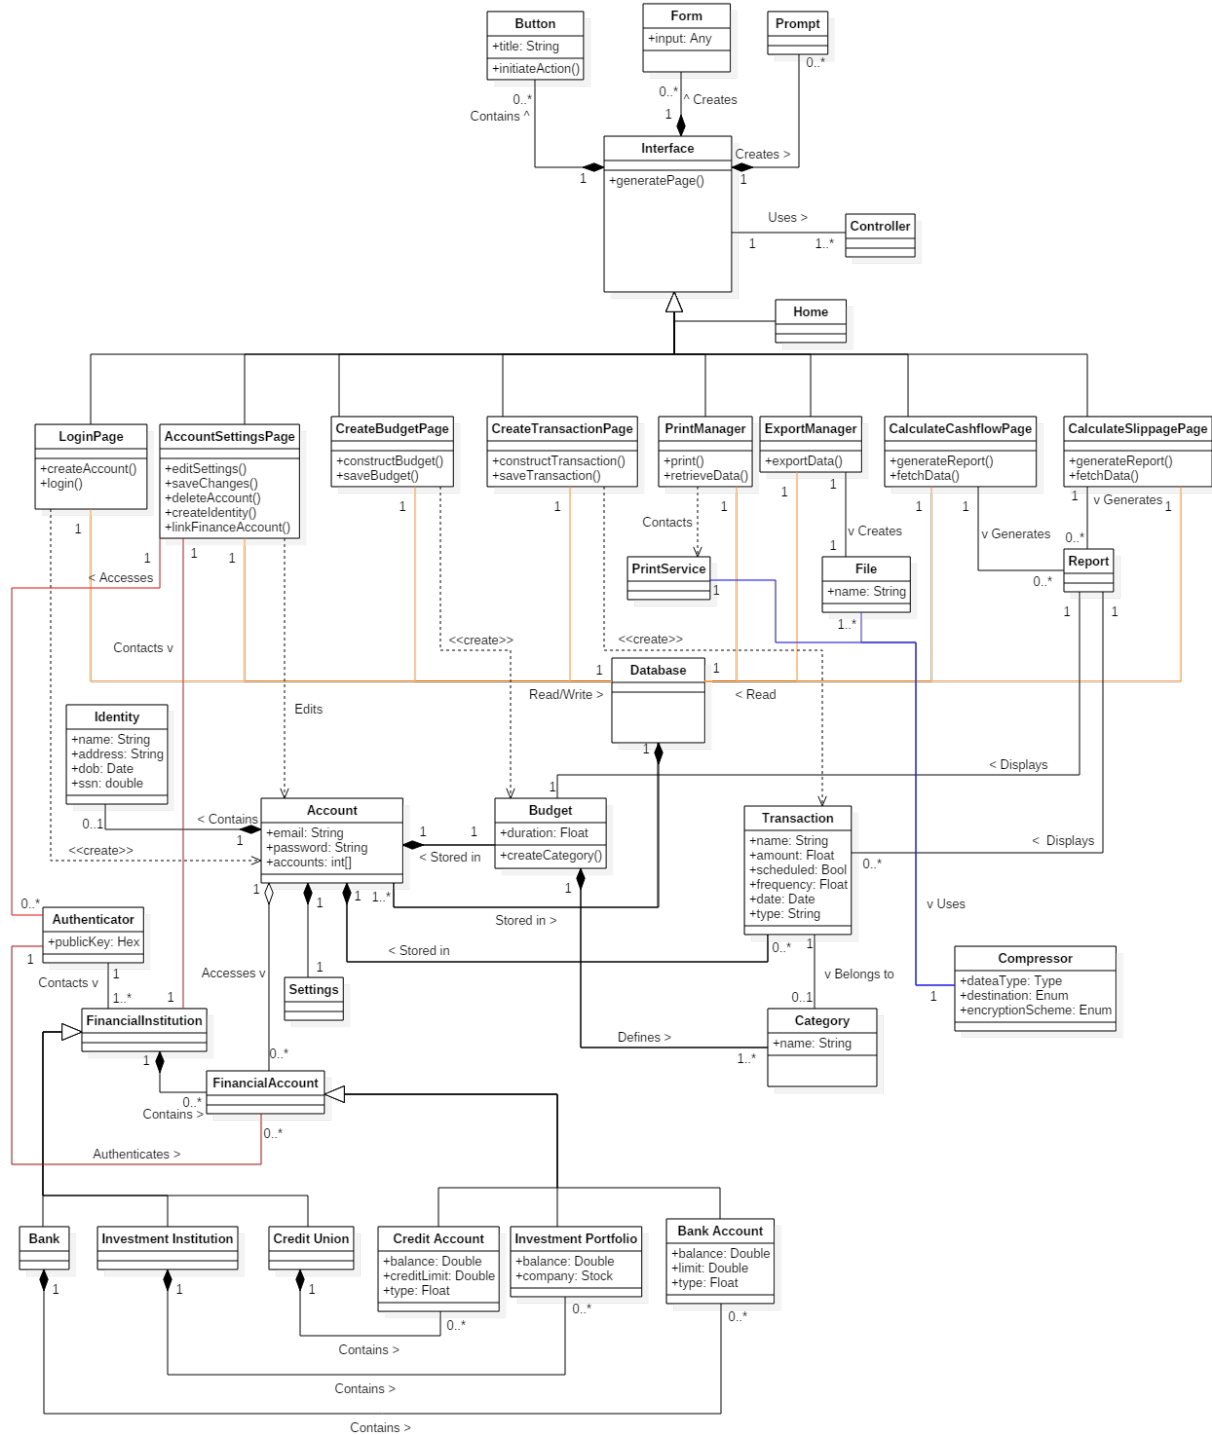 Button
+title: String
+initiateAction()
Form
+input: Any
Prompt
0..*
0..*
^ Creates
0..*
Contains ^
1
Interface
+generatePage()
Creates >
1
1
Uses >
1
1..*
Controller
Home
LoginPage
+createAccount()
+login()
AccountSettingsPage
+editSettings()
+saveChanges()
+deleteAccount()
+createIdentity()
+linkFinanceAccount()
CreateBudgetPage
+constructBudget()
+saveBudget()
CreateTransactionPage
+constructTransaction()
+saveTransaction()
PrintManager
+print()
+retrieveData()
ExportManager
+exportData()
CalculateCashflowPage
+generateReport()
+fetchData()
CalculateSlippagePage
+generateReport()
+fetchData()
1
1
1
1
1
1
1
1
1
1
1
1
1
v Generates
Contacts
v Creates
v Generates
1
0..*
< Accesses
PrintService
1
File
+name: String
1..*
0..*
Report
1
1
Contacts v
<<create>>
<<create>>
1
Database
1
Read/Write >
< Read
1
Edits
Identity
+name: String
+address: String
+dob: Date
+ssn: double
0..1
< Contains
1
<<create>>
Account
+email: String
+password: String
+accounts: int[]
1
1
< Stored in
Budget
+duration: Float
+createCategory()
1
< Displays
Transaction
+name: String
+amount: Float
+scheduled: Bool
+frequency: Float
+date: Date
+type: String
< Displays
0..*
1
1
1
1..*
1
Stored in >
< Stored in
0..*
1
v Uses
0..*
Authenticator
+publicKey: Hex
1
Contacts v
1
1..*
1
Accesses v
1
Settings
v Belongs to
0..1
Compressor
+dateaType: Type
+destination: Enum
+encryptionScheme: Enum
1
FinancialInstitution
1
Category
+name: String
Defines >
1..*
0..*
FinancialAccount
0..*
Contains >
0..*
Authenticates >
Bank
1
Investment Institution
1
Credit Union
1
Credit Account
+balance: Double
+creditLimit: Double
+type: Float
0..*
Investment Portfolio
+balance: Double
+company: Stock
0..*
Bank Account
+balance: Double
+limit: Double
+type: Float
0..*
Contains >
Contains >
Contains >